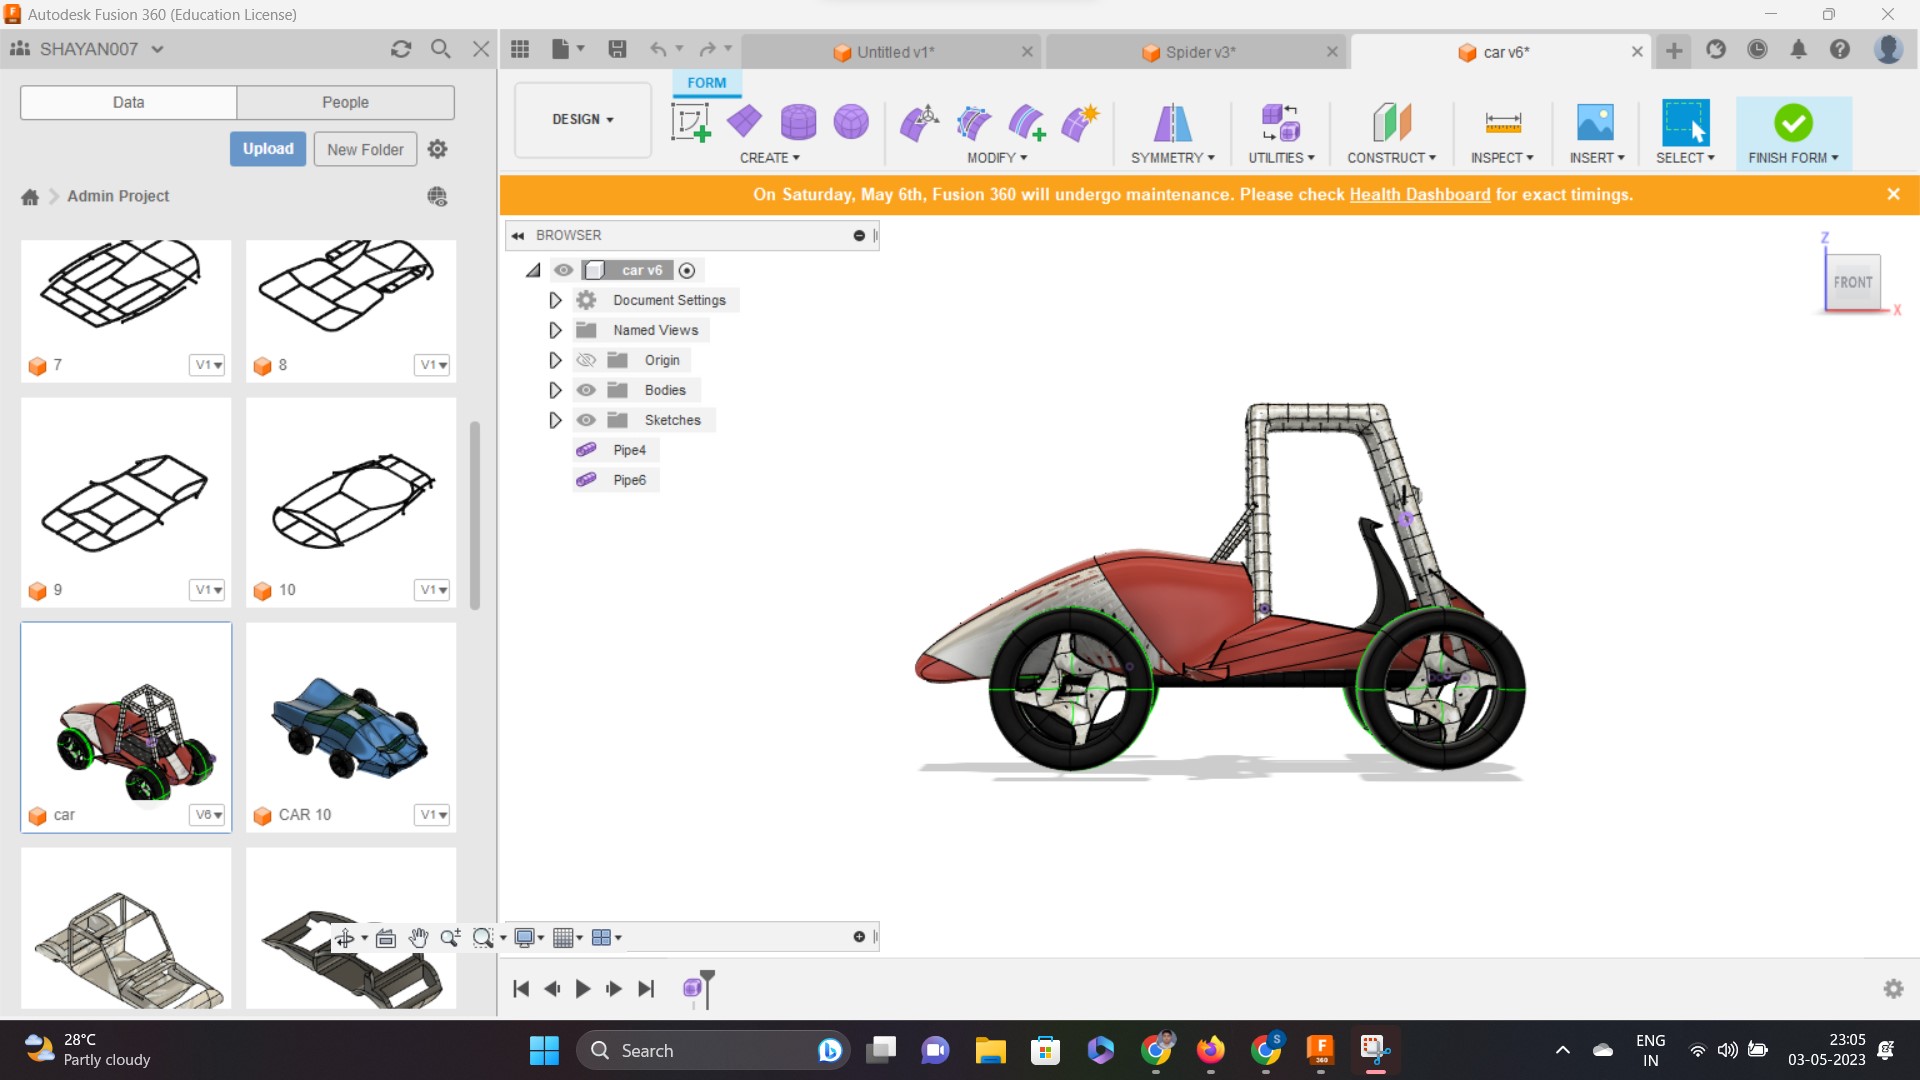 Autodesk Fusion 360 (Education License)
SHAYAN007
Untitled v1*
Spider v3*
car v6*
Data
People
Upload
New Folder
Admin Project
FORM
DESIGN
CREATE
MODIFY
SYMMETRY
UTILITIES
CONSTRUCT
INSPECT
INSERT
SELECT
FINISH FORM
On Saturday, May 6th, Fusion 360 will undergo maintenance. Please check Health Dashboard for exact timings.
BROWSER
car v6
Document Settings
Named Views
Origin
Bodies
Sketches
Pipe4
Pipe6
Z
FRONT
X
7
V1
8
V1
9
V1
10
V1
car
V6
CAR 10
V1
28°C
Partly cloudy
Search
S
F
360
ENG
IN
23:05
03-05-2023